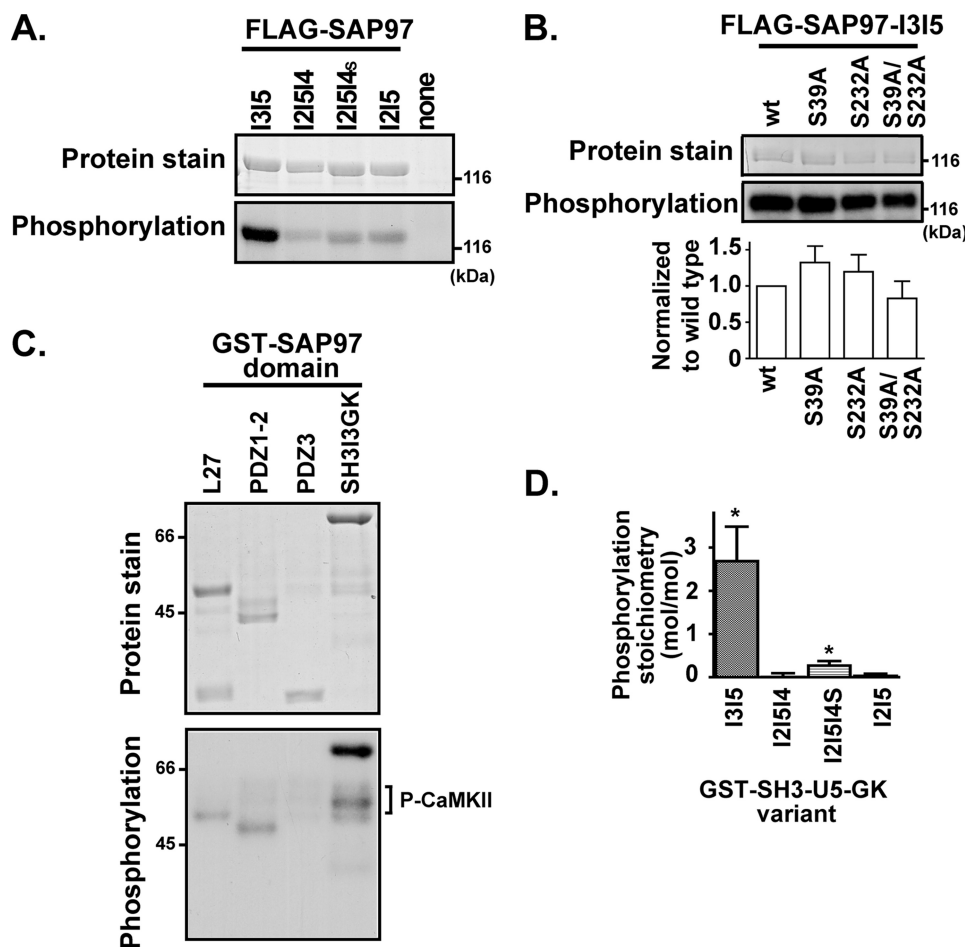 A.
FLAG-SAP97
I3I5
I2I5I4
I2I5I4s
I2I5
none
Protein stain
116
Phosphorylation
116
(kDa)
B.
FLAG-SAP97-I3I5
wt
S39A
S232A
S39A/
S232A
Protein stain
116
Phosphorylation
116
(kDa)
Normalized
to wild type
1.5
1.0
0.5
0
wt
S39A
S232A
S39A/
S232A
C.
GST-SAP97
domain
L27
PDZ1-2
PDZ3
SH3I3GK
Protein stain
66
45
Phosphorylation
66
45
P-CaMKII
D.
Phosphorylation
stoichiometry
(mol/mol)
3
2
1
0
*
*
I3I5
I2I5I4
I2I5I4S
I2I5
GST-SH3-U5-GK
variant